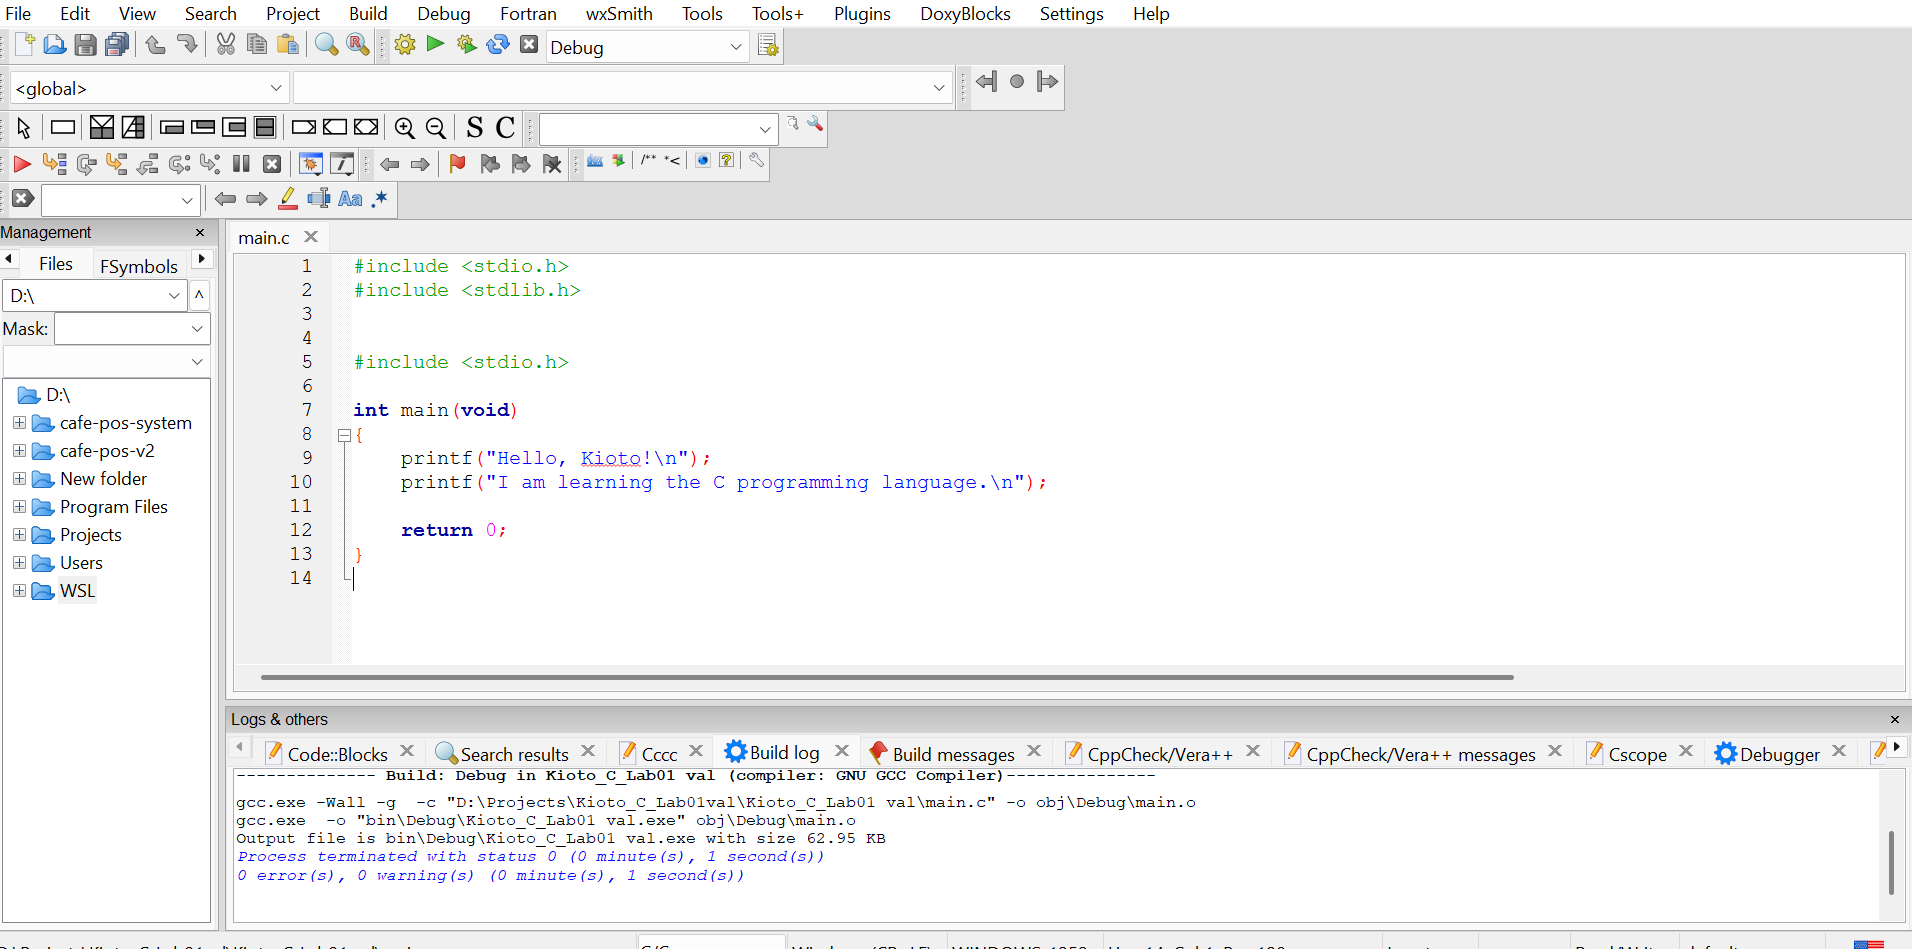 File Edit View Search Project Build Debug Fortran wxSmith Tools Tools+ Plugins DoxyBlocks Settings Help
Debug
<global>
S C
/** *<
Aa .*
Management
Files FSymbols
D:\
Mask:
D:\
cafe-pos-system
cafe-pos-v2
New folder
Program Files
Projects
Users
WSL
main.c
1 #include <stdio.h>
2 #include <stdlib.h>
3
4
5 #include <stdio.h>
6
7 int main(void)
8 {
9 printf("Hello, Kioto!\n");
10 printf("I am learning the C programming language.\n");
11
12 return 0;
13 }
14
Logs & others
Code::Blocks Search results Cccc Build log Build messages CppCheck/Vera++ CppCheck/Vera++ messages Cscope Debugger
-------------- Build: Debug in Kioto_C_Lab01 val (compiler: GNU GCC Compiler)---------------
gcc.exe -Wall -g  -c "D:\Projects\Kioto_C_Lab01val\Kioto_C_Lab01 val\main.c" -o obj\Debug\main.o
gcc.exe  -o "bin\Debug\Kioto_C_Lab01 val.exe" obj\Debug\main.o
Output file is bin\Debug\Kioto_C_Lab01 val.exe with size 62.95 KB
Process terminated with status 0 (0 minute(s), 1 second(s))
0 error(s), 0 warning(s) (0 minute(s), 1 second(s))